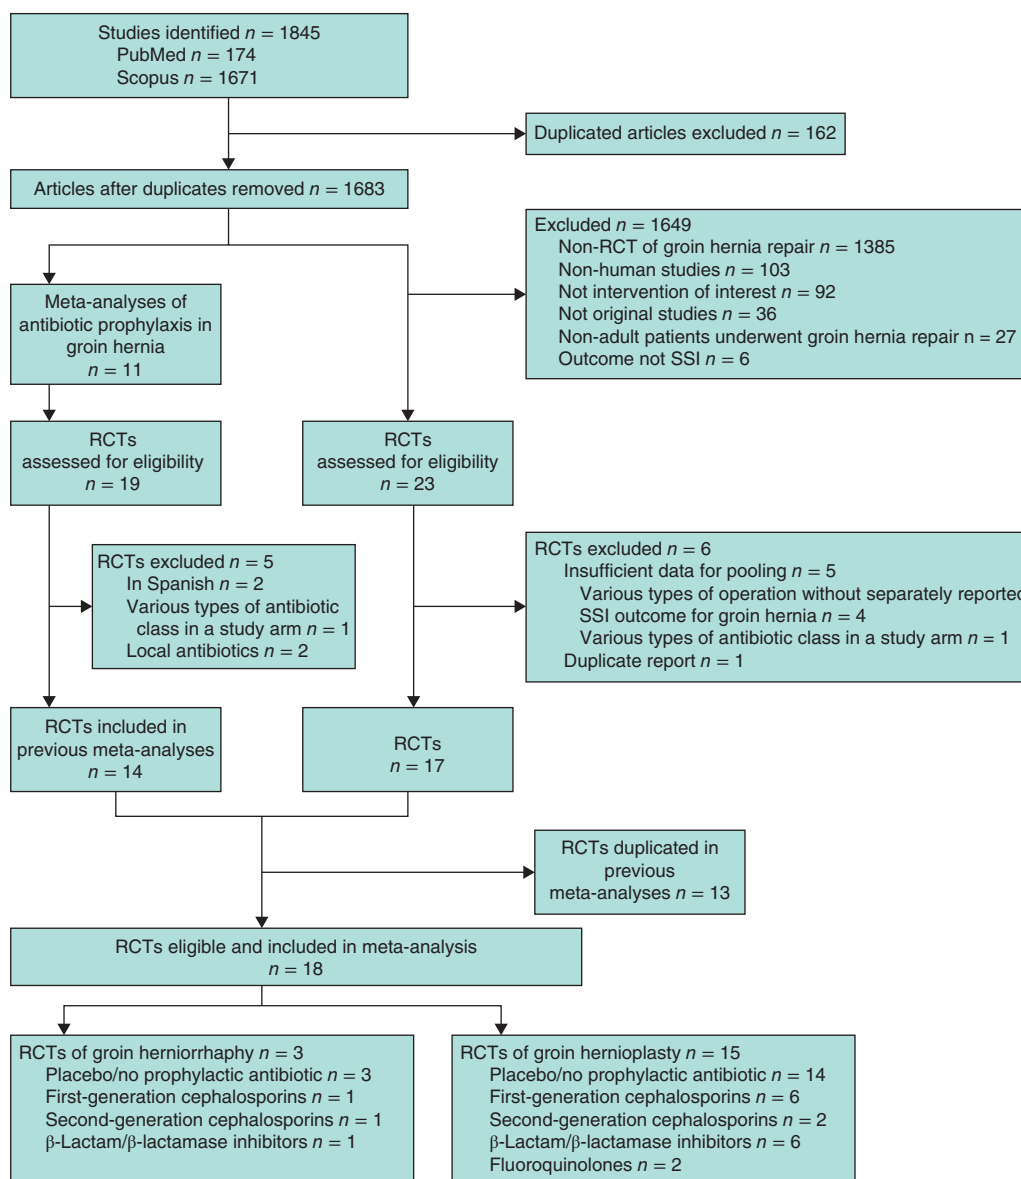 Studies identified n = 1845
PubMed n = 174
Scopus n = 1671
Duplicated articles excluded n = 162
Articles after duplicates removed n = 1683
Excluded n = 1649
Non-RCT of groin hernia repair n = 1385
Non-human studies n = 103
Not intervention of interest n = 92
Not original studies n = 36
Non-adult patients underwent groin hernia repair n = 27
Outcome not SSI n = 6
Meta-analyses of
antibiotic prophylaxis in
groin hernia
n = 11
RCTs
assessed for eligibility
n = 19
RCTs
assessed for eligibility
n = 23
RCTs excluded n = 5
In Spanish n = 2
Various types of antibiotic
class in a study arm n = 1
Local antibiotics n = 2
RCTs excluded n = 6
Insufficient data for pooling n = 5
Various types of operation without separately reported
SSI outcome for groin hernia n = 4
Various types of antibiotic class in a study arm n = 1
Duplicate report n = 1
RCTs included in
previous meta-analyses
n = 14
RCTs
n = 17
RCTs duplicated in
previous
meta-analyses n = 13
RCTs eligible and included in meta-analysis
n = 18
RCTs of groin herniorrhaphy n = 3
Placebo/no prophylactic antibiotic n = 3
First-generation cephalosporins n = 1
Second-generation cephalosporins n = 1
β-Lactam/β-lactamase inhibitors n = 1
RCTs of groin hernioplasty n = 15
Placebo/no prophylactic antibiotic n = 14
First-generation cephalosporins n = 6
Second-generation cephalosporins n = 2
β-Lactam/β-lactamase inhibitors n = 6
Fluoroquinolones n = 2